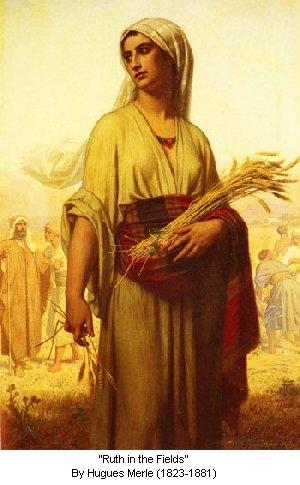 "Ruth in the Fields"
By Hugues Merle (1823-1881)